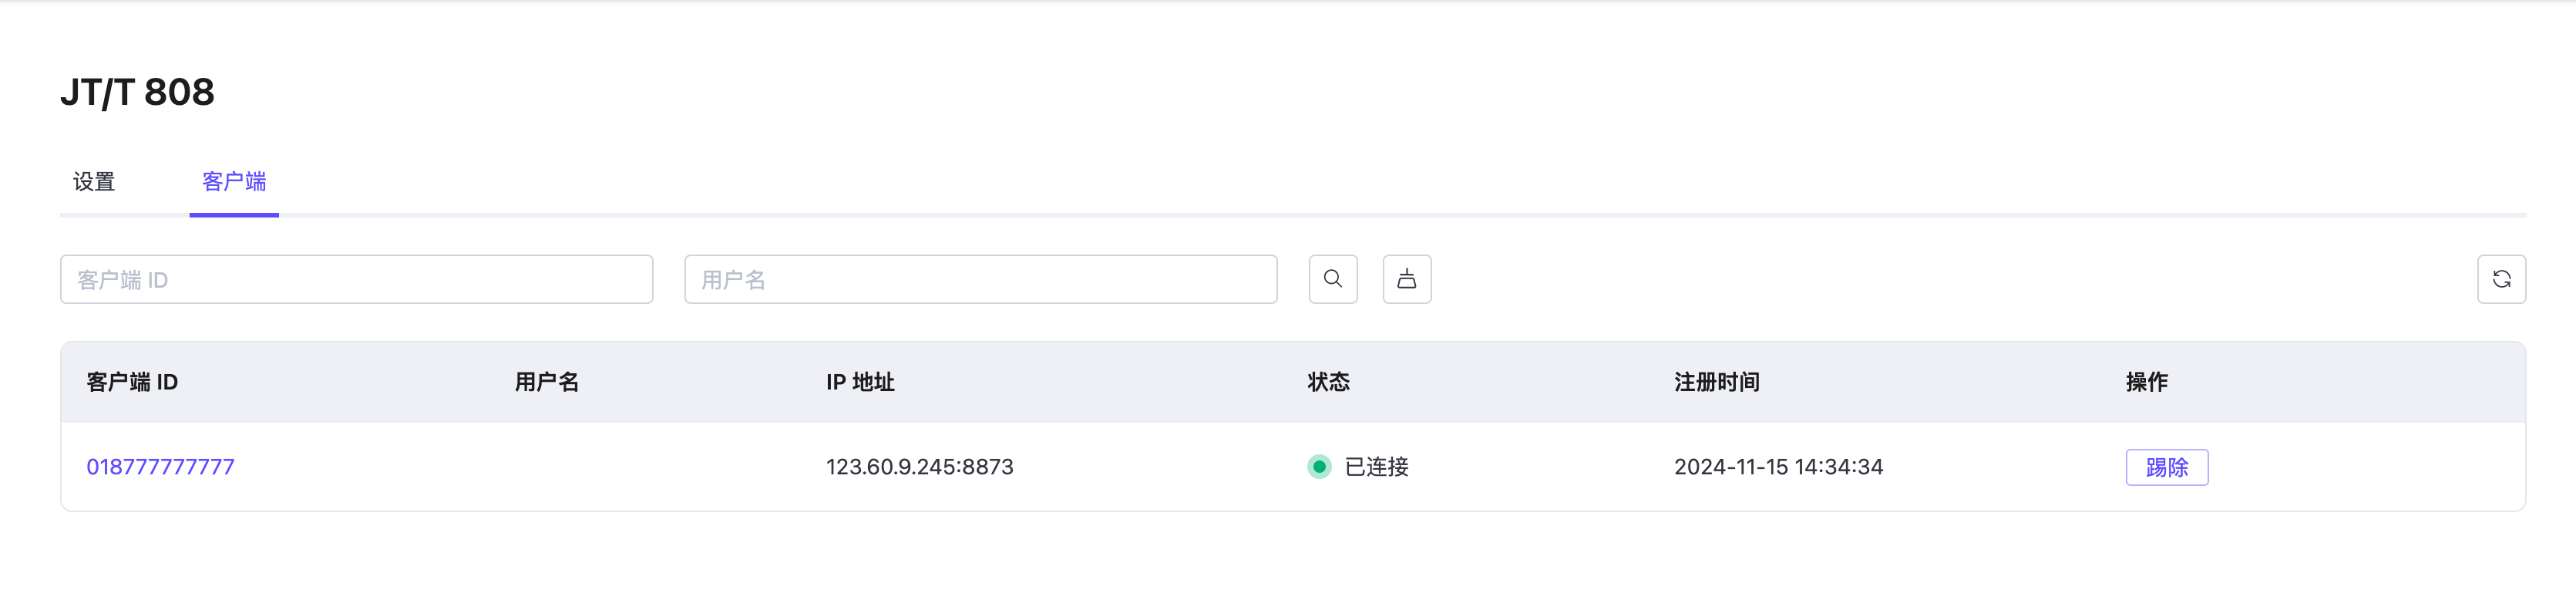 JT/T 808
设置 客户端
客户端 ID 用户名
客户端 ID 用户名 IP 地址 状态 注册时间 操作
018777777777 123.60.9.245:8873 已连接 2024-11-15 14:34:34 踢除